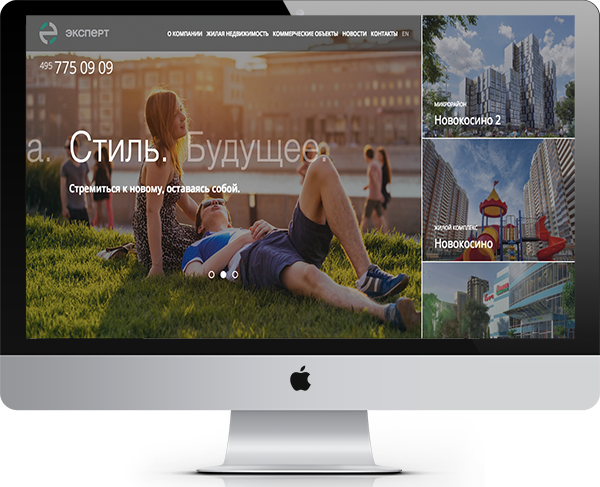 ЭКСПЕРТ
О КОМПАНИИ ЖИЛАЯ НЕДВИЖИМОСТЬ КОММЕРЧЕСКИЕ ОБЪЕКТЫ НОВОСТИ КОНТАКТЫ EN
495 775 09 09
а. Стиль. Будущее.
Стремиться к новому, оставаясь собой.
МИКРОРАЙОН
Новокосино 2
ЖИЛОЙ КОМПЛЕКС
Новокосино